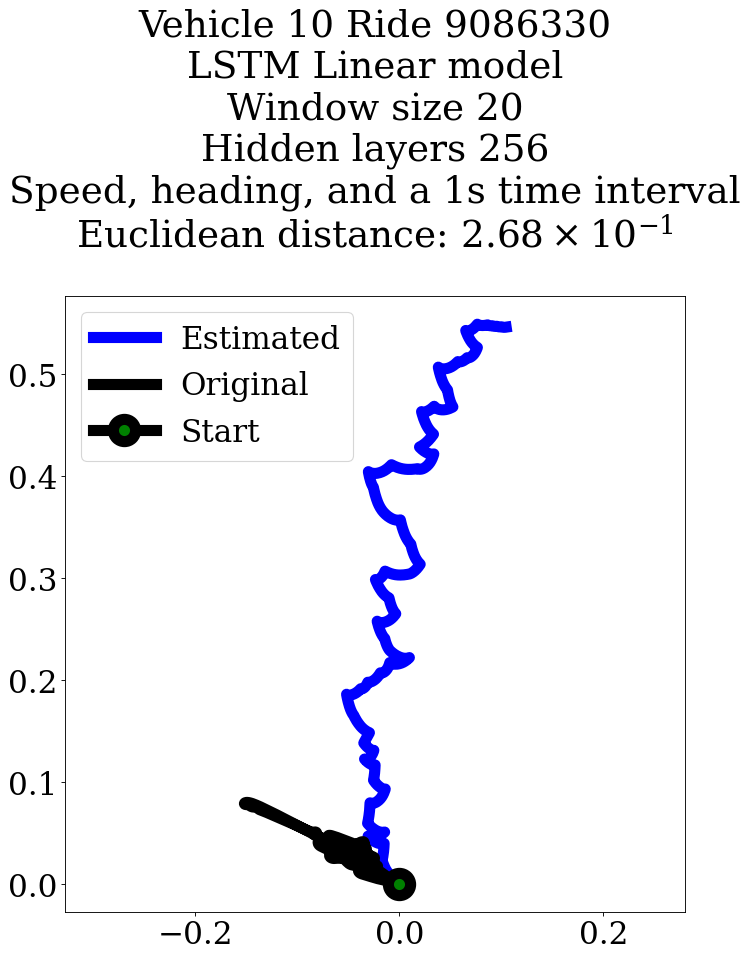 Vehicle 10 Ride 9086330
LSTM Linear model
Window size 20
Hidden layers 256
Speed, heading, and a 1s time interval
Euclidean distance: 2.68 × 10⁻¹
Estimated
Original
Start
0.5
0.4
0.3
0.2
0.1
0.0
−0.2 0.0 0.2